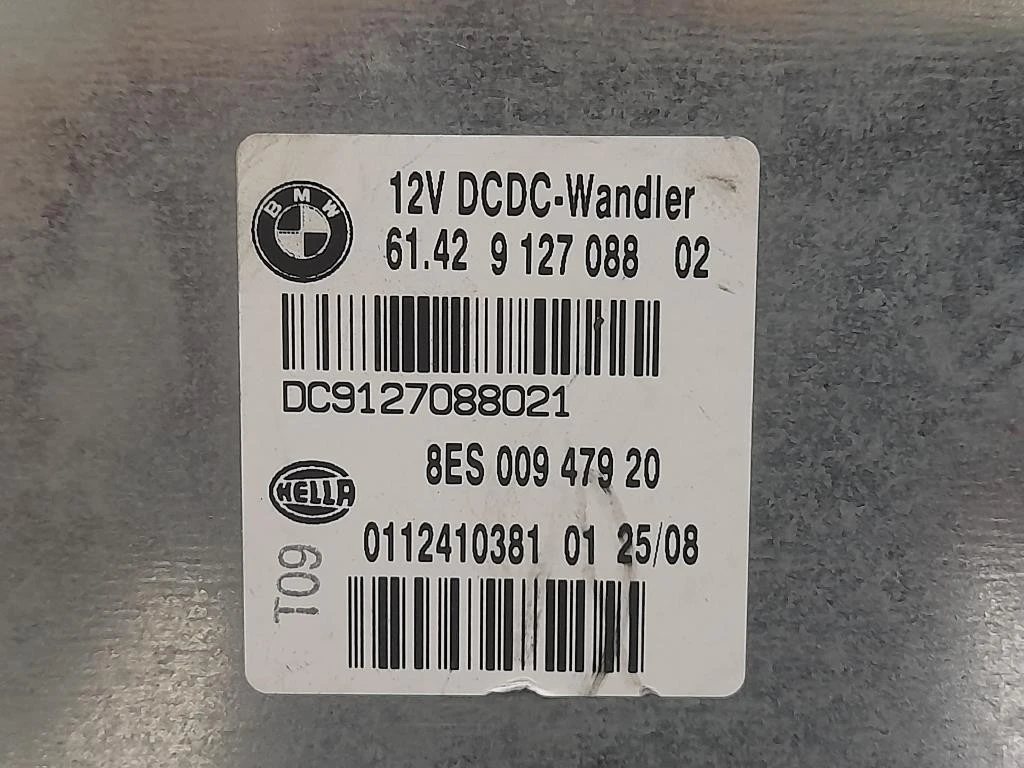 BMW
12V DCDC-Wandler
61.42 9 127 088 02
DC9127088021
8ES 009 479 20
HELLA
0112410381 01 25/08
T09